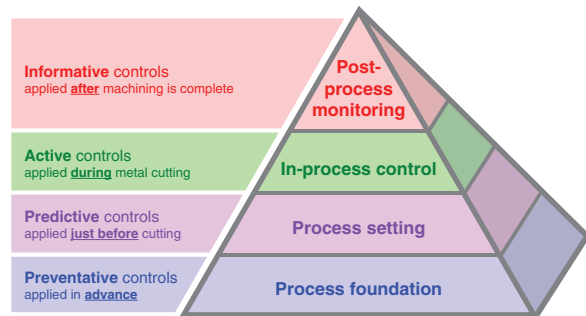 Informative controls
applied after machining is complete
Post-
process
monitoring
Active controls
applied during metal cutting
In-process control
Predictive controls
applied just before cutting
Process setting
Preventative controls
applied in advance
Process foundation